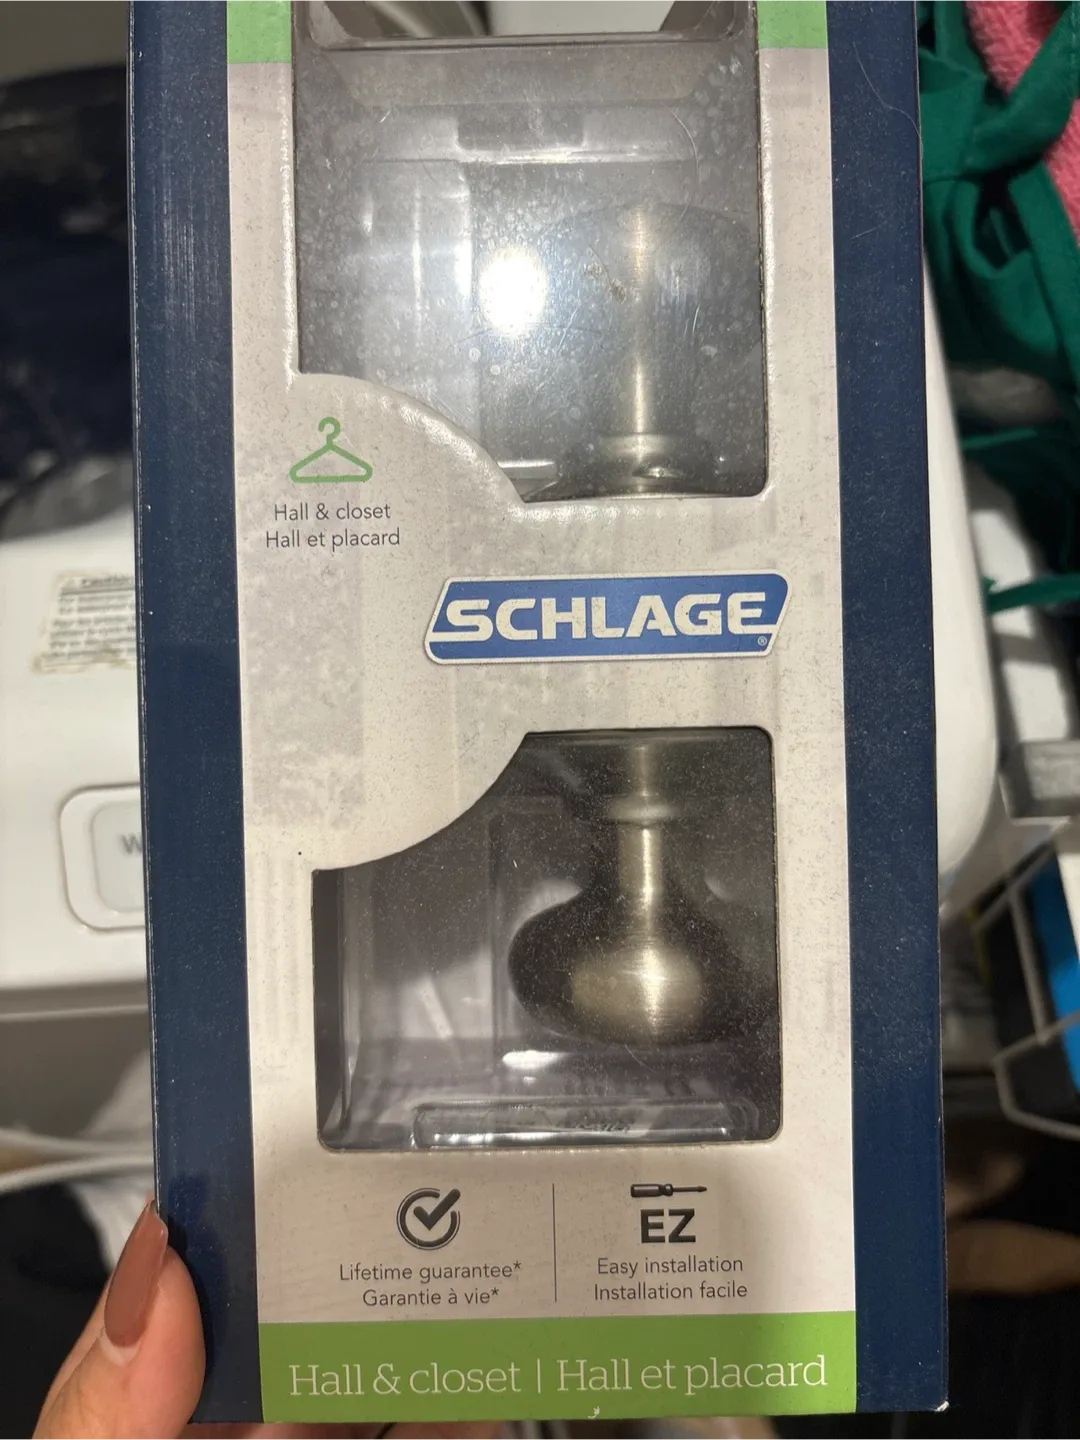 Hall & closet
Hall et placard
SCHLAGE®
Lifetime guarantee*
Garantie à vie*
EZ
Easy installation
Installation facile
Hall & closet | Hall et placard
W